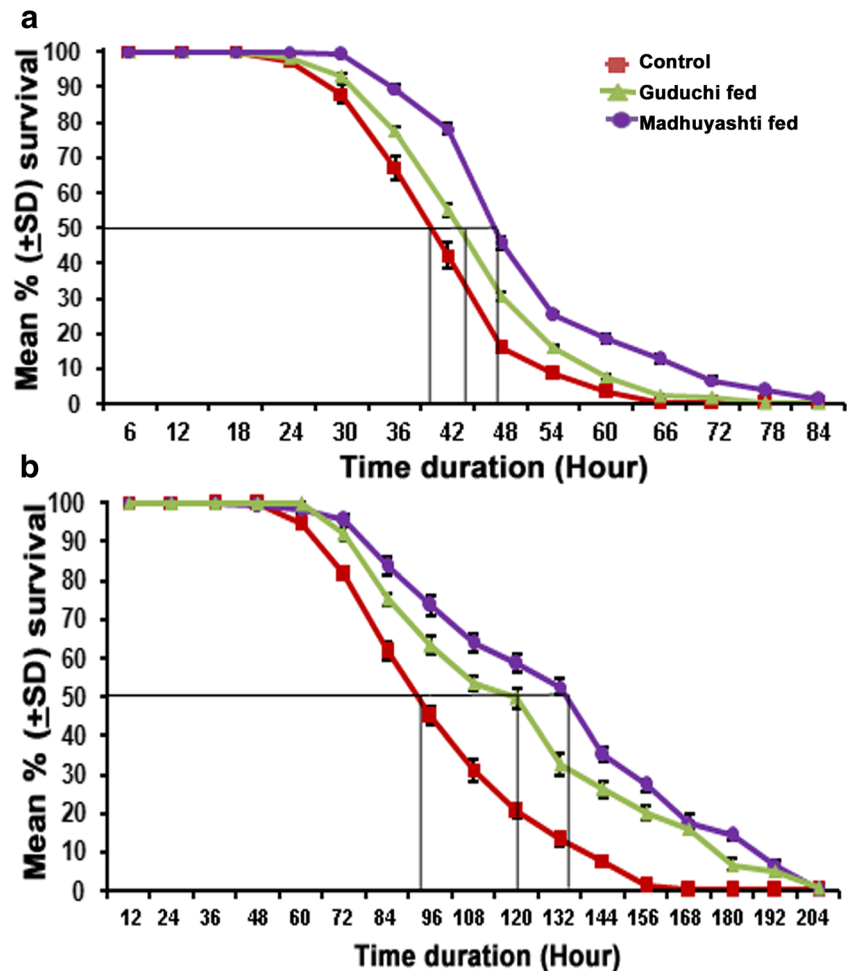 a
Mean % (±SD) survival
100
90
80
70
60
50
40
30
20
10
0
Control
Guduchi fed
Madhuyashti fed
6 12 18 24 30 36 42 48 54 60 66 72 78 84
Time duration (Hour)
b
Mean % (±SD) survival
100
90
80
70
60
50
40
30
20
10
0
12 24 36 48 60 72 84 96 108 120 132 144 156 168 180 192 204
Time duration (Hour)